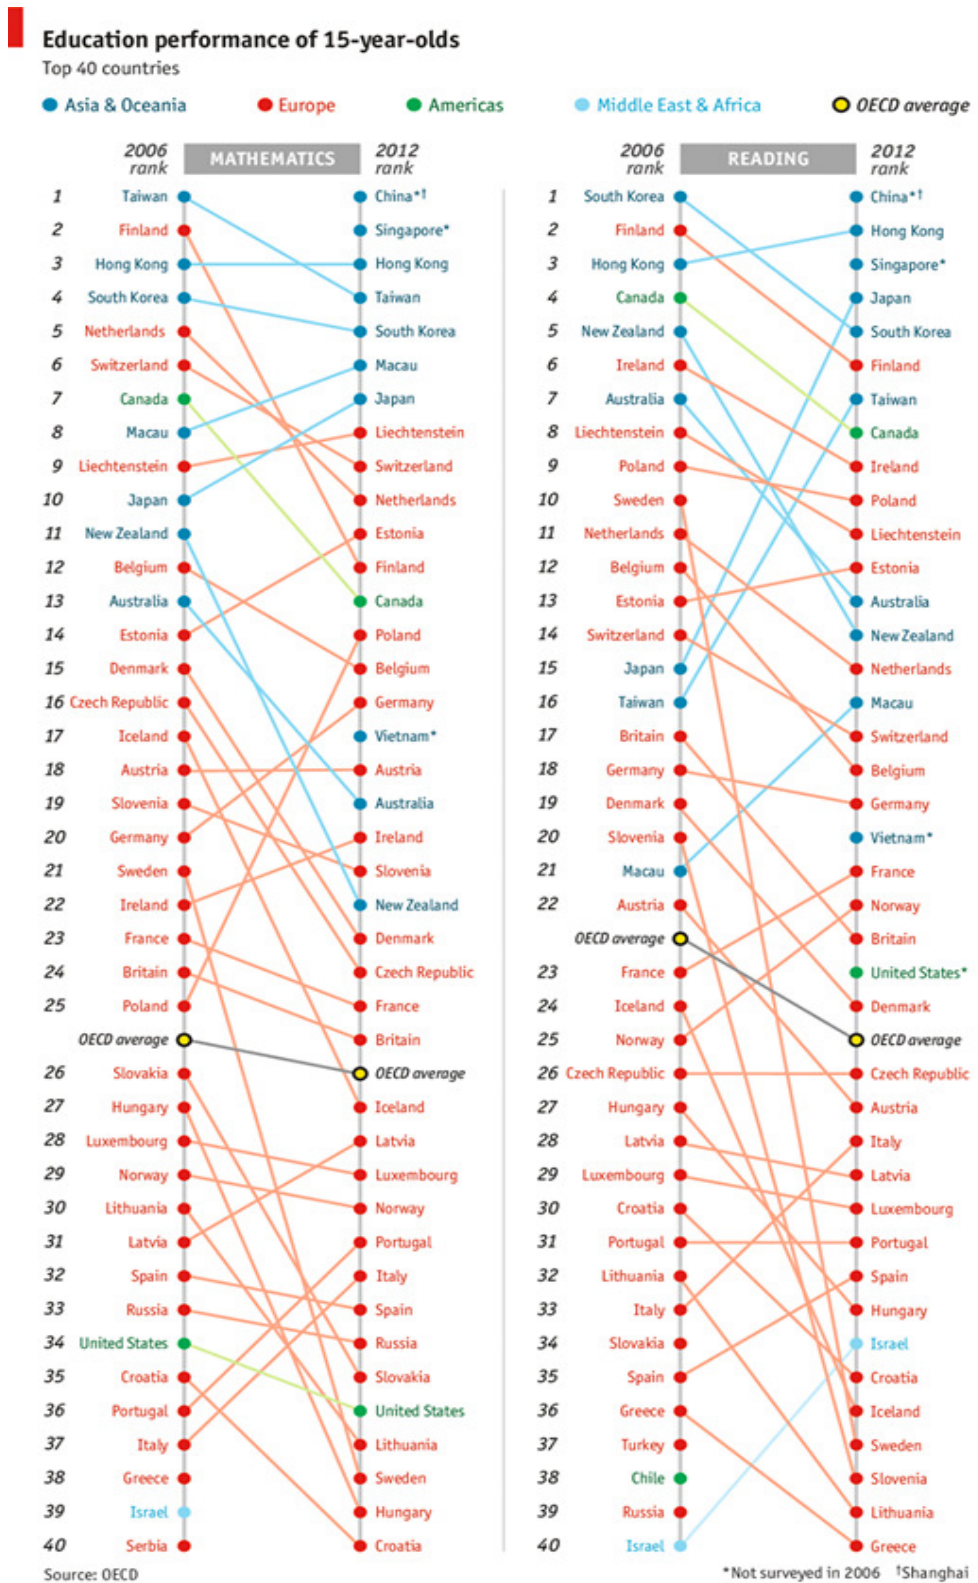 Education performance of 15-year-olds
Top 40 countries
Asia & Oceania Europe Americas Middle East & Africa OECD average
2006 rank MATHEMATICS 2012 rank 2006 rank READING 2012 rank
1 Taiwan China*† 1 South Korea China*†
2 Finland Singapore* 2 Finland Hong Kong
3 Hong Kong Hong Kong 3 Hong Kong Singapore*
4 South Korea Taiwan 4 Canada Japan
5 Netherlands South Korea 5 New Zealand South Korea
6 Switzerland Macau 6 Ireland Finland
7 Canada Japan 7 Australia Taiwan
8 Macau Liechtenstein 8 Liechtenstein Canada
9 Liechtenstein Switzerland 9 Poland Ireland
10 Japan Netherlands 10 Sweden Poland
11 New Zealand Estonia 11 Netherlands Liechtenstein
12 Belgium Finland 12 Belgium Estonia
13 Australia Canada 13 Estonia Australia
14 Estonia Poland 14 Switzerland New Zealand
15 Denmark Belgium 15 Japan Netherlands
16 Czech Republic Germany 16 Taiwan Macau
17 Iceland Vietnam* 17 Britain Switzerland
18 Austria Austria 18 Germany Belgium
19 Slovenia Australia 19 Denmark Germany
20 Germany Ireland 20 Slovenia Vietnam*
21 Sweden Slovenia 21 Macau France
22 Ireland New Zealand 22 Austria Norway
23 France Denmark OECD average Britain
24 Britain Czech Republic 23 France United States*
25 Poland France 24 Iceland Denmark
OECD average Britain 25 Norway OECD average
26 Slovakia OECD average 26 Czech Republic Czech Republic
27 Hungary Iceland 27 Hungary Austria
28 Luxembourg Latvia 28 Latvia Italy
29 Norway Luxembourg 29 Luxembourg Latvia
30 Lithuania Norway 30 Croatia Luxembourg
31 Latvia Portugal 31 Portugal Portugal
32 Spain Italy 32 Lithuania Spain
33 Russia Spain 33 Italy Hungary
34 United States Russia 34 Slovakia Israel
35 Croatia Slovakia 35 Spain Croatia
36 Portugal United States 36 Greece Iceland
37 Italy Lithuania 37 Turkey Sweden
38 Greece Sweden 38 Chile Slovenia
39 Israel Hungary 39 Russia Lithuania
40 Serbia Croatia 40 Israel Greece
Source: OECD *Not surveyed in 2006 †Shanghai